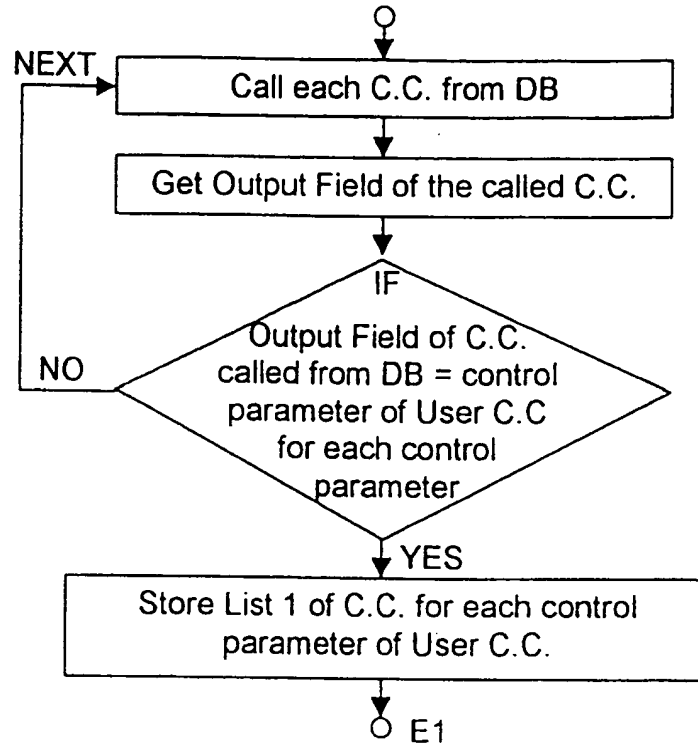 NEXT
Call each C.C. from DB
Get Output Field of the called C.C.
IF
Output Field of C.C.
called from DB = control
parameter of User C.C
for each control
parameter
NO
YES
Store List 1 of C.C. for each control
parameter of User C.C.
E1